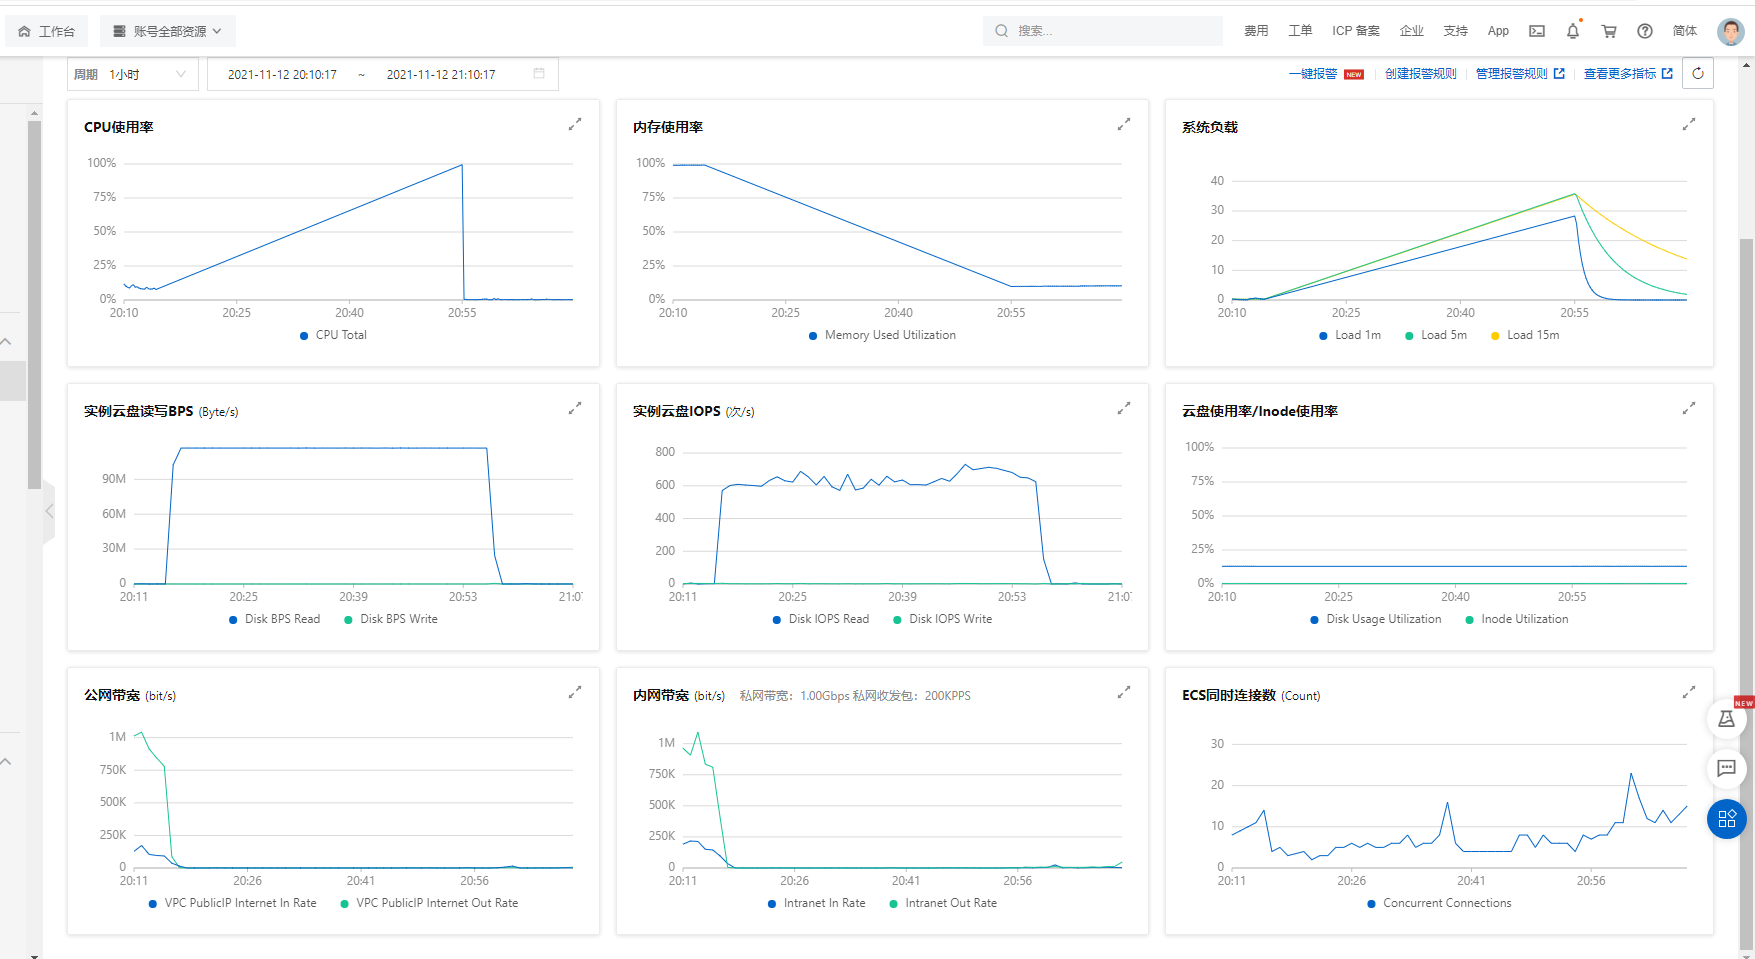 工作台 账号全部资源 搜索... 费用 工单 ICP 备案 企业 支持 App 简体
周期 1小时 2021-11-12 20:10:17 ~ 2021-11-12 21:10:17 一键报警 NEW 创建报警规则 管理报警规则 查看更多指标
CPU使用率
100%
75%
50%
25%
0%
20:10 20:25 20:40 20:55
CPU Total
内存使用率
100%
75%
50%
25%
0%
20:10 20:25 20:40 20:55
Memory Used Utilization
系统负载
40
30
20
10
0
20:10 20:25 20:40 20:55
Load 1m Load 5m Load 15m
实例云盘读写BPS (Byte/s)
90M
60M
30M
0
20:11 20:25 20:39 20:53 21:0
Disk BPS Read Disk BPS Write
实例云盘IOPS (次/s)
800
600
400
200
0
20:11 20:25 20:39 20:53 21:0
Disk IOPS Read Disk IOPS Write
云盘使用率/Inode使用率
100%
75%
50%
25%
0%
20:10 20:25 20:40 20:55
Disk Usage Utilization Inode Utilization
公网带宽 (bit/s)
1M
750K
500K
250K
0
20:11 20:26 20:41 20:56
VPC PublicIP Internet In Rate VPC PublicIP Internet Out Rate
内网带宽 (bit/s) 私网带宽：1.00Gbps 私网收发包：200KPPS
1M
750K
500K
250K
0
20:11 20:26 20:41 20:56
Intranet In Rate Intranet Out Rate
ECS同时连接数 (Count)
30
20
10
0
20:11 20:26 20:41 20:56
Concurrent Connections
NEW